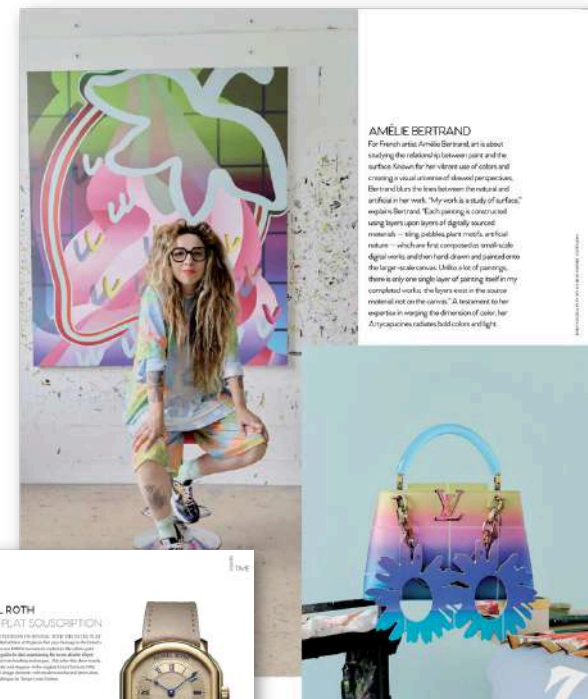 AMÉLIE BERTRAND
For French artist Amélie Bertrand, art is about
studying the relationship between paint and the
surface. Known for her vibrant use of colors and
creating a visual universe of skewed perspectives,
Bertrand blurs the lines between the natural and
artificial in her work. "My work is a study of surface,"
explains Bertrand. "Each painting is constructed
using layers upon layers of digitally sourced
materials — tiling, pebbles, plant motifs, artificial
nature — which are first composed as small-scale
digital works and then hand-drawn and painted onto
the larger-scale canvas. Unlike a lot of paintings,
there is only one single layer of painting itself in my
completed works; the layers exist in the source
material, not on the canvas." A testament to her
expertise in warping the dimension of color, her
Artycapucines radiates bold colors and light.
LV
TIME
L ROTH
PLAT SOUSCRIPTION